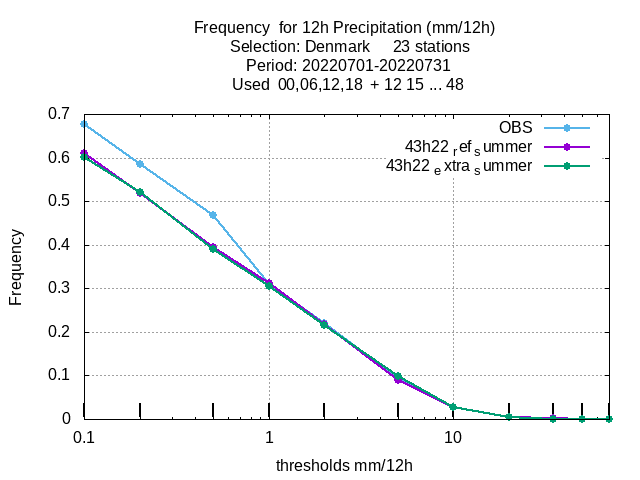 Frequency  for 12h Precipitation (mm/12h)
Selection: Denmark     23 stations
Period: 20220701-20220731
Used  00,06,12,18  + 12 15 ... 48
OBS
43h22 ref summer
43h22 extra summer
0.7
0.6
0.5
0.4
0.3
0.2
0.1
0
Frequency
0.1 1 10
thresholds mm/12h